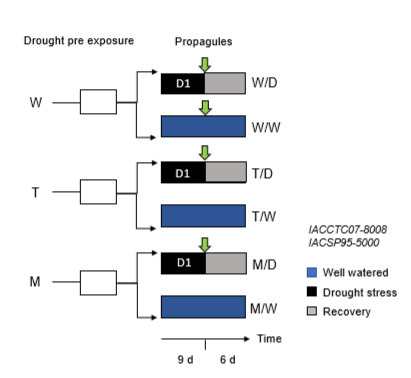 Drought pre exposure Propagules
D1 W/D
W
W/W
D1 T/D
T
T/W
IACCTC07-8008
IACSP95-5000
D1 M/D
Well watered
M
Drought stress
M/W
Recovery
Time
9 d 6 d